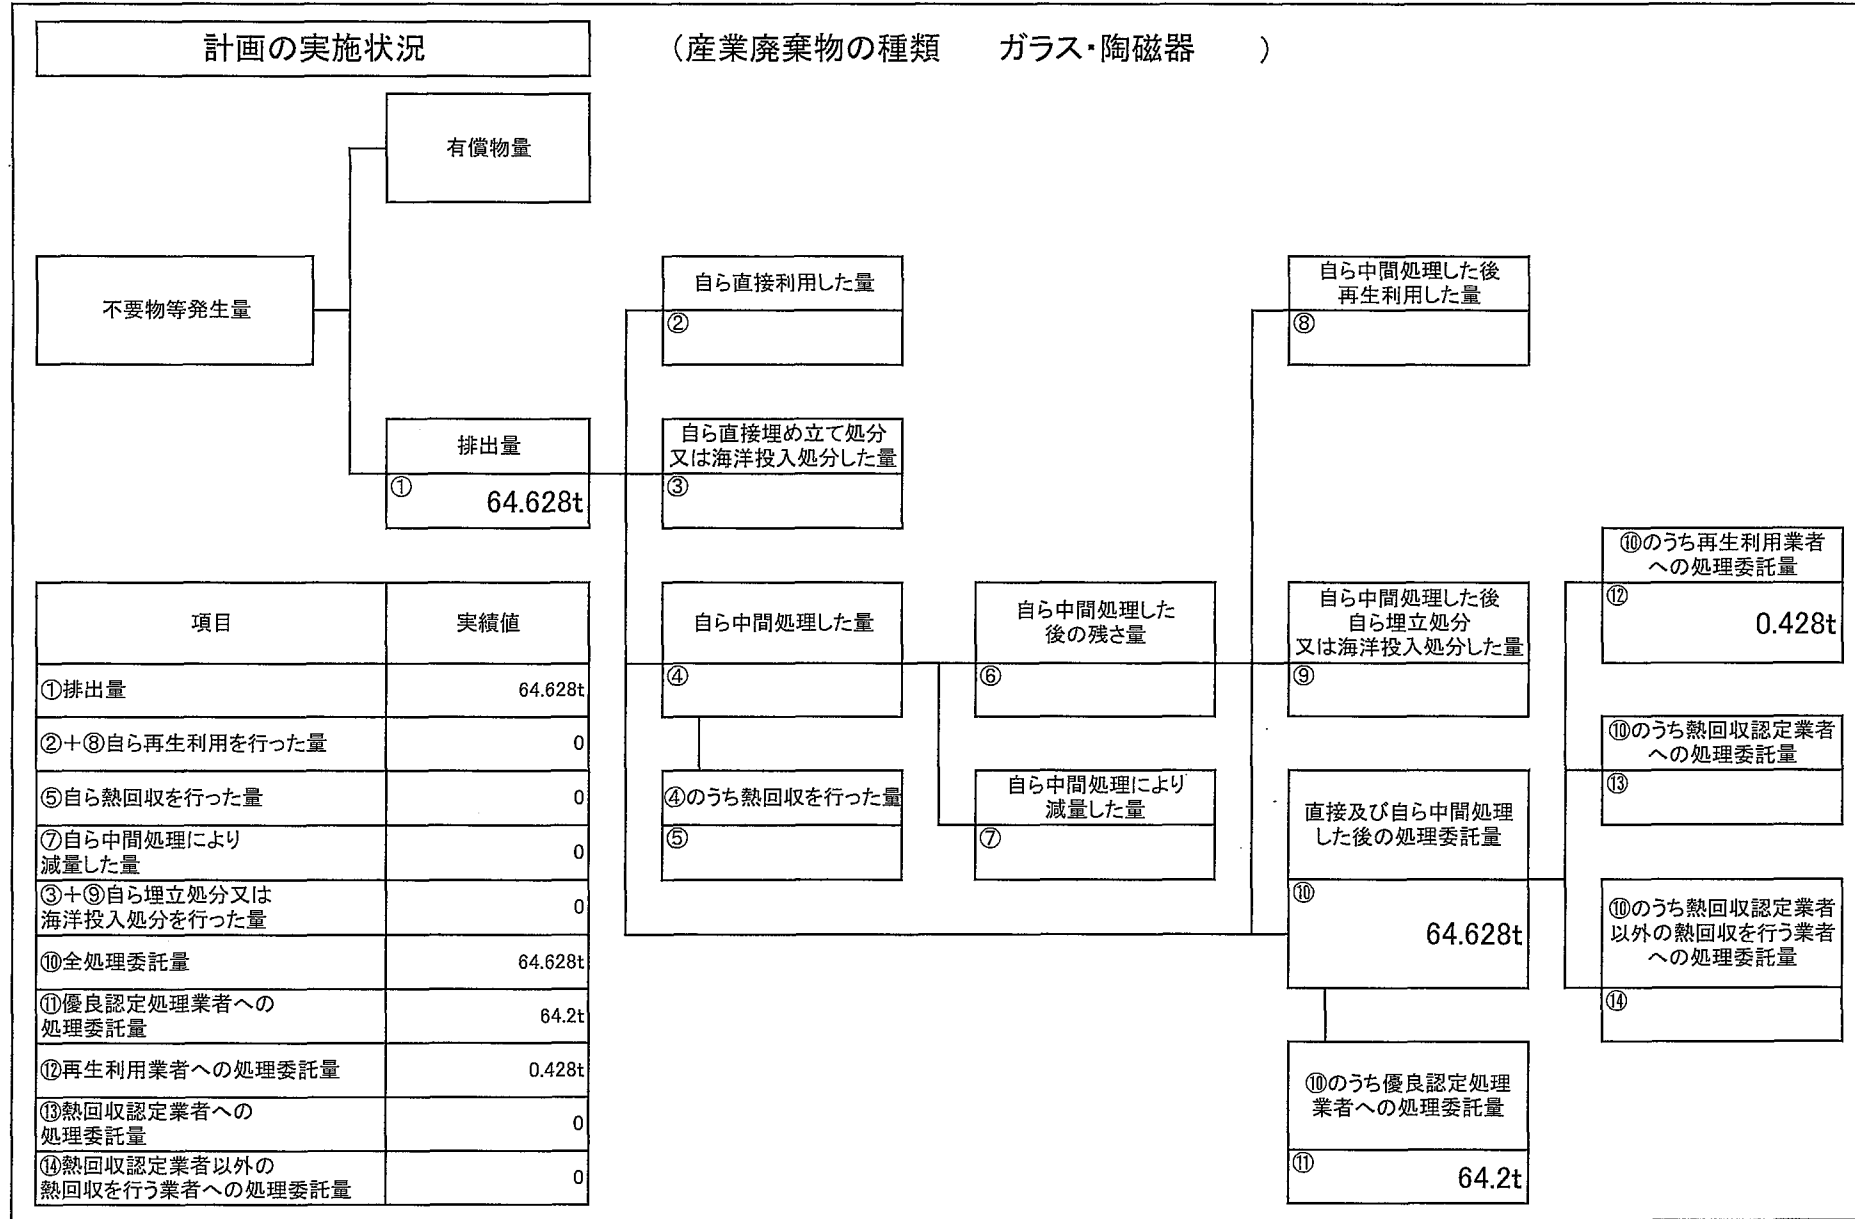 計画の実施状況
(産業廃棄物の種類　ガラス・陶磁器　)
有償物量
不要物等発生量
自ら直接利用した量
②
自ら中間処理した後
再生利用した量
⑧
排出量
①
64.628t
自ら直接埋め立て処分
又は海洋投入処分した量
③
⑩のうち再生利用業者
への処理委託量
⑫
0.428t
自ら中間処理した量
④
自ら中間処理した
後の残さ量
⑥
自ら中間処理した後
自ら埋立処分
又は海洋投入処分した量
⑨
⑩のうち熱回収認定業者
への処理委託量
⑬
④のうち熱回収を行った量
⑤
自ら中間処理により
減量した量
⑦
直接及び自ら中間処理
した後の処理委託量
⑩
64.628t
⑩のうち熱回収認定業者
以外の熱回収を行う業者
への処理委託量
⑭
⑩のうち優良認定処理
業者への処理委託量
⑪
64.2t
項目 実績値
①排出量 64.628t
②+⑧自ら再生利用を行った量 0
⑤自ら熱回収を行った量 0
⑦自ら中間処理により
減量した量 0
③+⑨自ら埋立処分又は
海洋投入処分を行った量 0
⑩全処理委託量 64.628t
⑪優良認定処理業者への
処理委託量 64.2t
⑫再生利用業者への処理委託量 0.428t
⑬熱回収認定業者への
処理委託量 0
⑭熱回収認定業者以外の
熱回収を行う業者への処理委託量 0